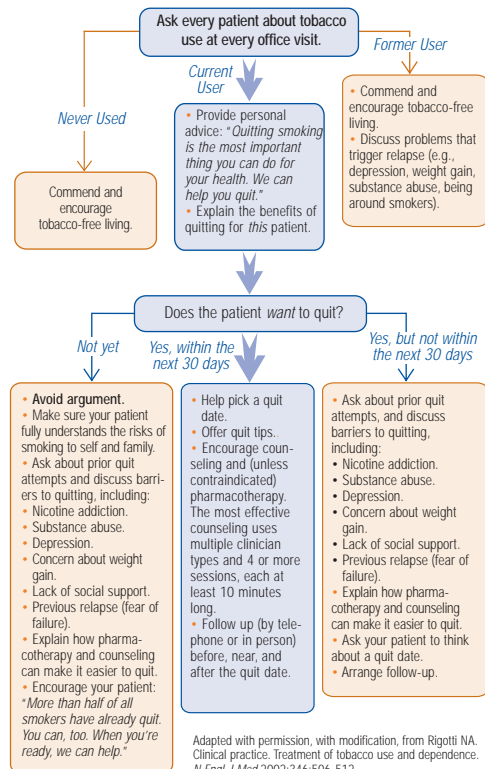 Ask every patient about tobacco
use at every office visit.
Never Used
Current
User
Former User
Commend and
encourage
tobacco-free living.
• Provide personal
advice: "Quitting smoking
is the most important
thing you can do for
your health. We can
help you quit."
• Explain the benefits of
quitting for this patient.
• Commend and
encourage tobacco-free
living.
• Discuss problems that
trigger relapse (e.g.,
depression, weight gain,
substance abuse, being
around smokers).
Does the patient want to quit?
Not yet
Yes, within the
next 30 days
Yes, but not within
the next 30 days
• Avoid argument.
• Make sure your patient
fully understands the risks of
smoking to self and family.
• Ask about prior quit
attempts and discuss barri-
ers to quitting, including:
• Nicotine addiction.
• Substance abuse.
• Depression.
• Concern about weight
gain.
• Lack of social support.
• Previous relapse (fear of
failure).
• Explain how pharma-
cotherapy and counseling
can make it easier to quit.
• Encourage your patient:
"More than half of all
smokers have already quit.
You can, too. When you're
ready, we can help."
• Help pick a quit
date.
• Offer quit tips.
• Encourage coun-
seling and (unless
contraindicated)
pharmacotherapy.
The most effective
counseling uses
multiple clinician
types and 4 or more
sessions, each at
least 10 minutes
long.
• Follow up (by tele-
phone or in person)
before, near, and
after the quit date.
• Ask about prior quit
attempts, and discuss
barriers to quitting,
including:
• Nicotine addiction.
• Substance abuse.
• Depression.
• Concern about weight
gain.
• Lack of social support.
• Previous relapse (fear of
failure).
• Explain how pharma-
cotherapy and counseling
can make it easier to quit.
• Ask your patient to think
about a quit date.
• Arrange follow-up.
Adapted with permission, with modification, from Rigotti NA.
Clinical practice. Treatment of tobacco use and dependence.
N Engl J Med 2002;346:506-512